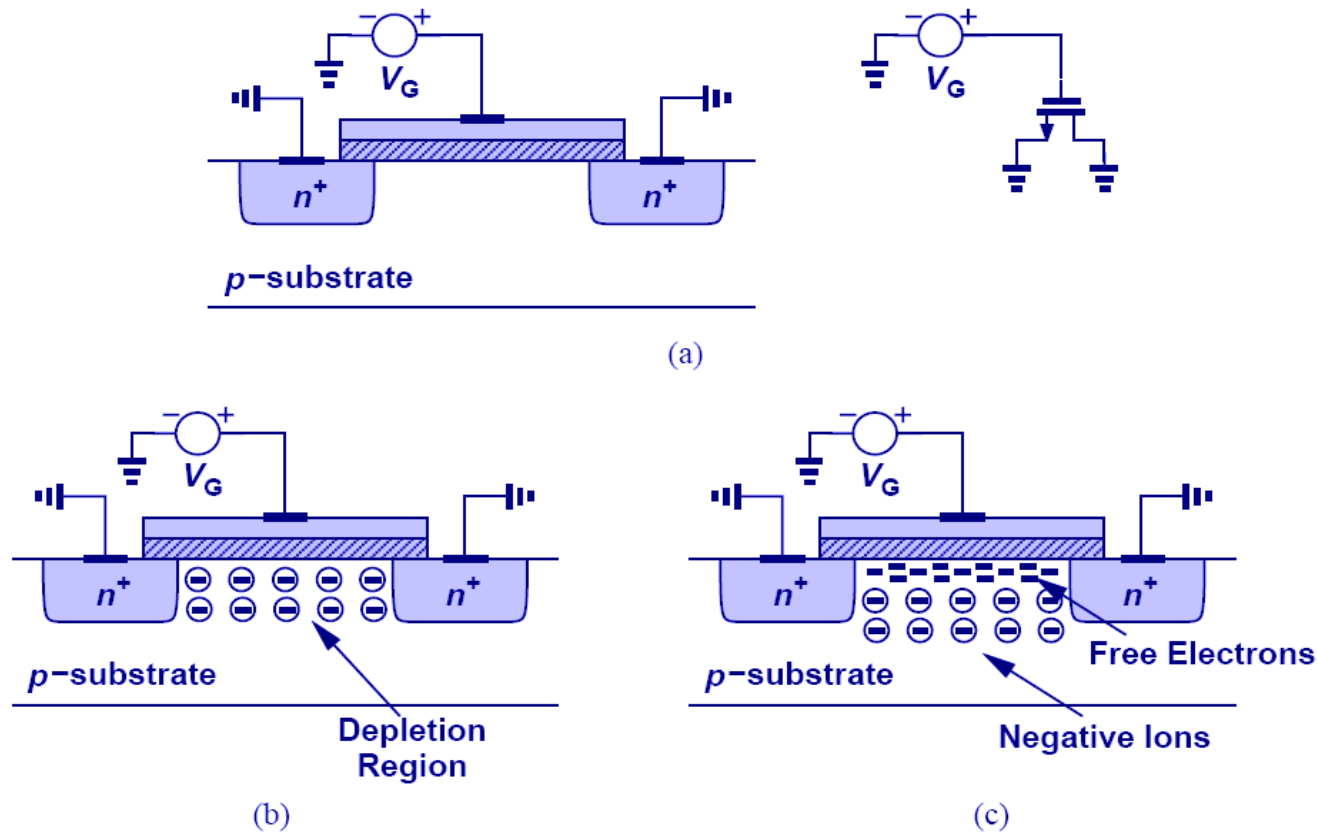 − +
V_G
− +
V_G
n⁺
n⁺
p−substrate
(a)
− +
V_G
n⁺
n⁺
p−substrate
Depletion
Region
(b)
− +
V_G
n⁺
n⁺
p−substrate
Free Electrons
Negative Ions
(c)